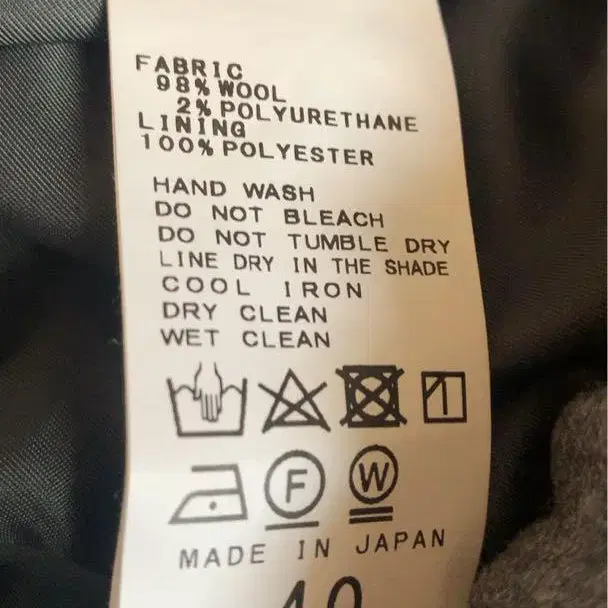 FABRIC
98% WOOL
2% POLYURETHANE
LINING
100% POLYESTER
HAND WASH
DO NOT BLEACH
DO NOT TUMBLE DRY
LINE DRY IN THE SHADE
COOL IRON
DRY CLEAN
WET CLEAN
F W
MADE IN JAPAN
40